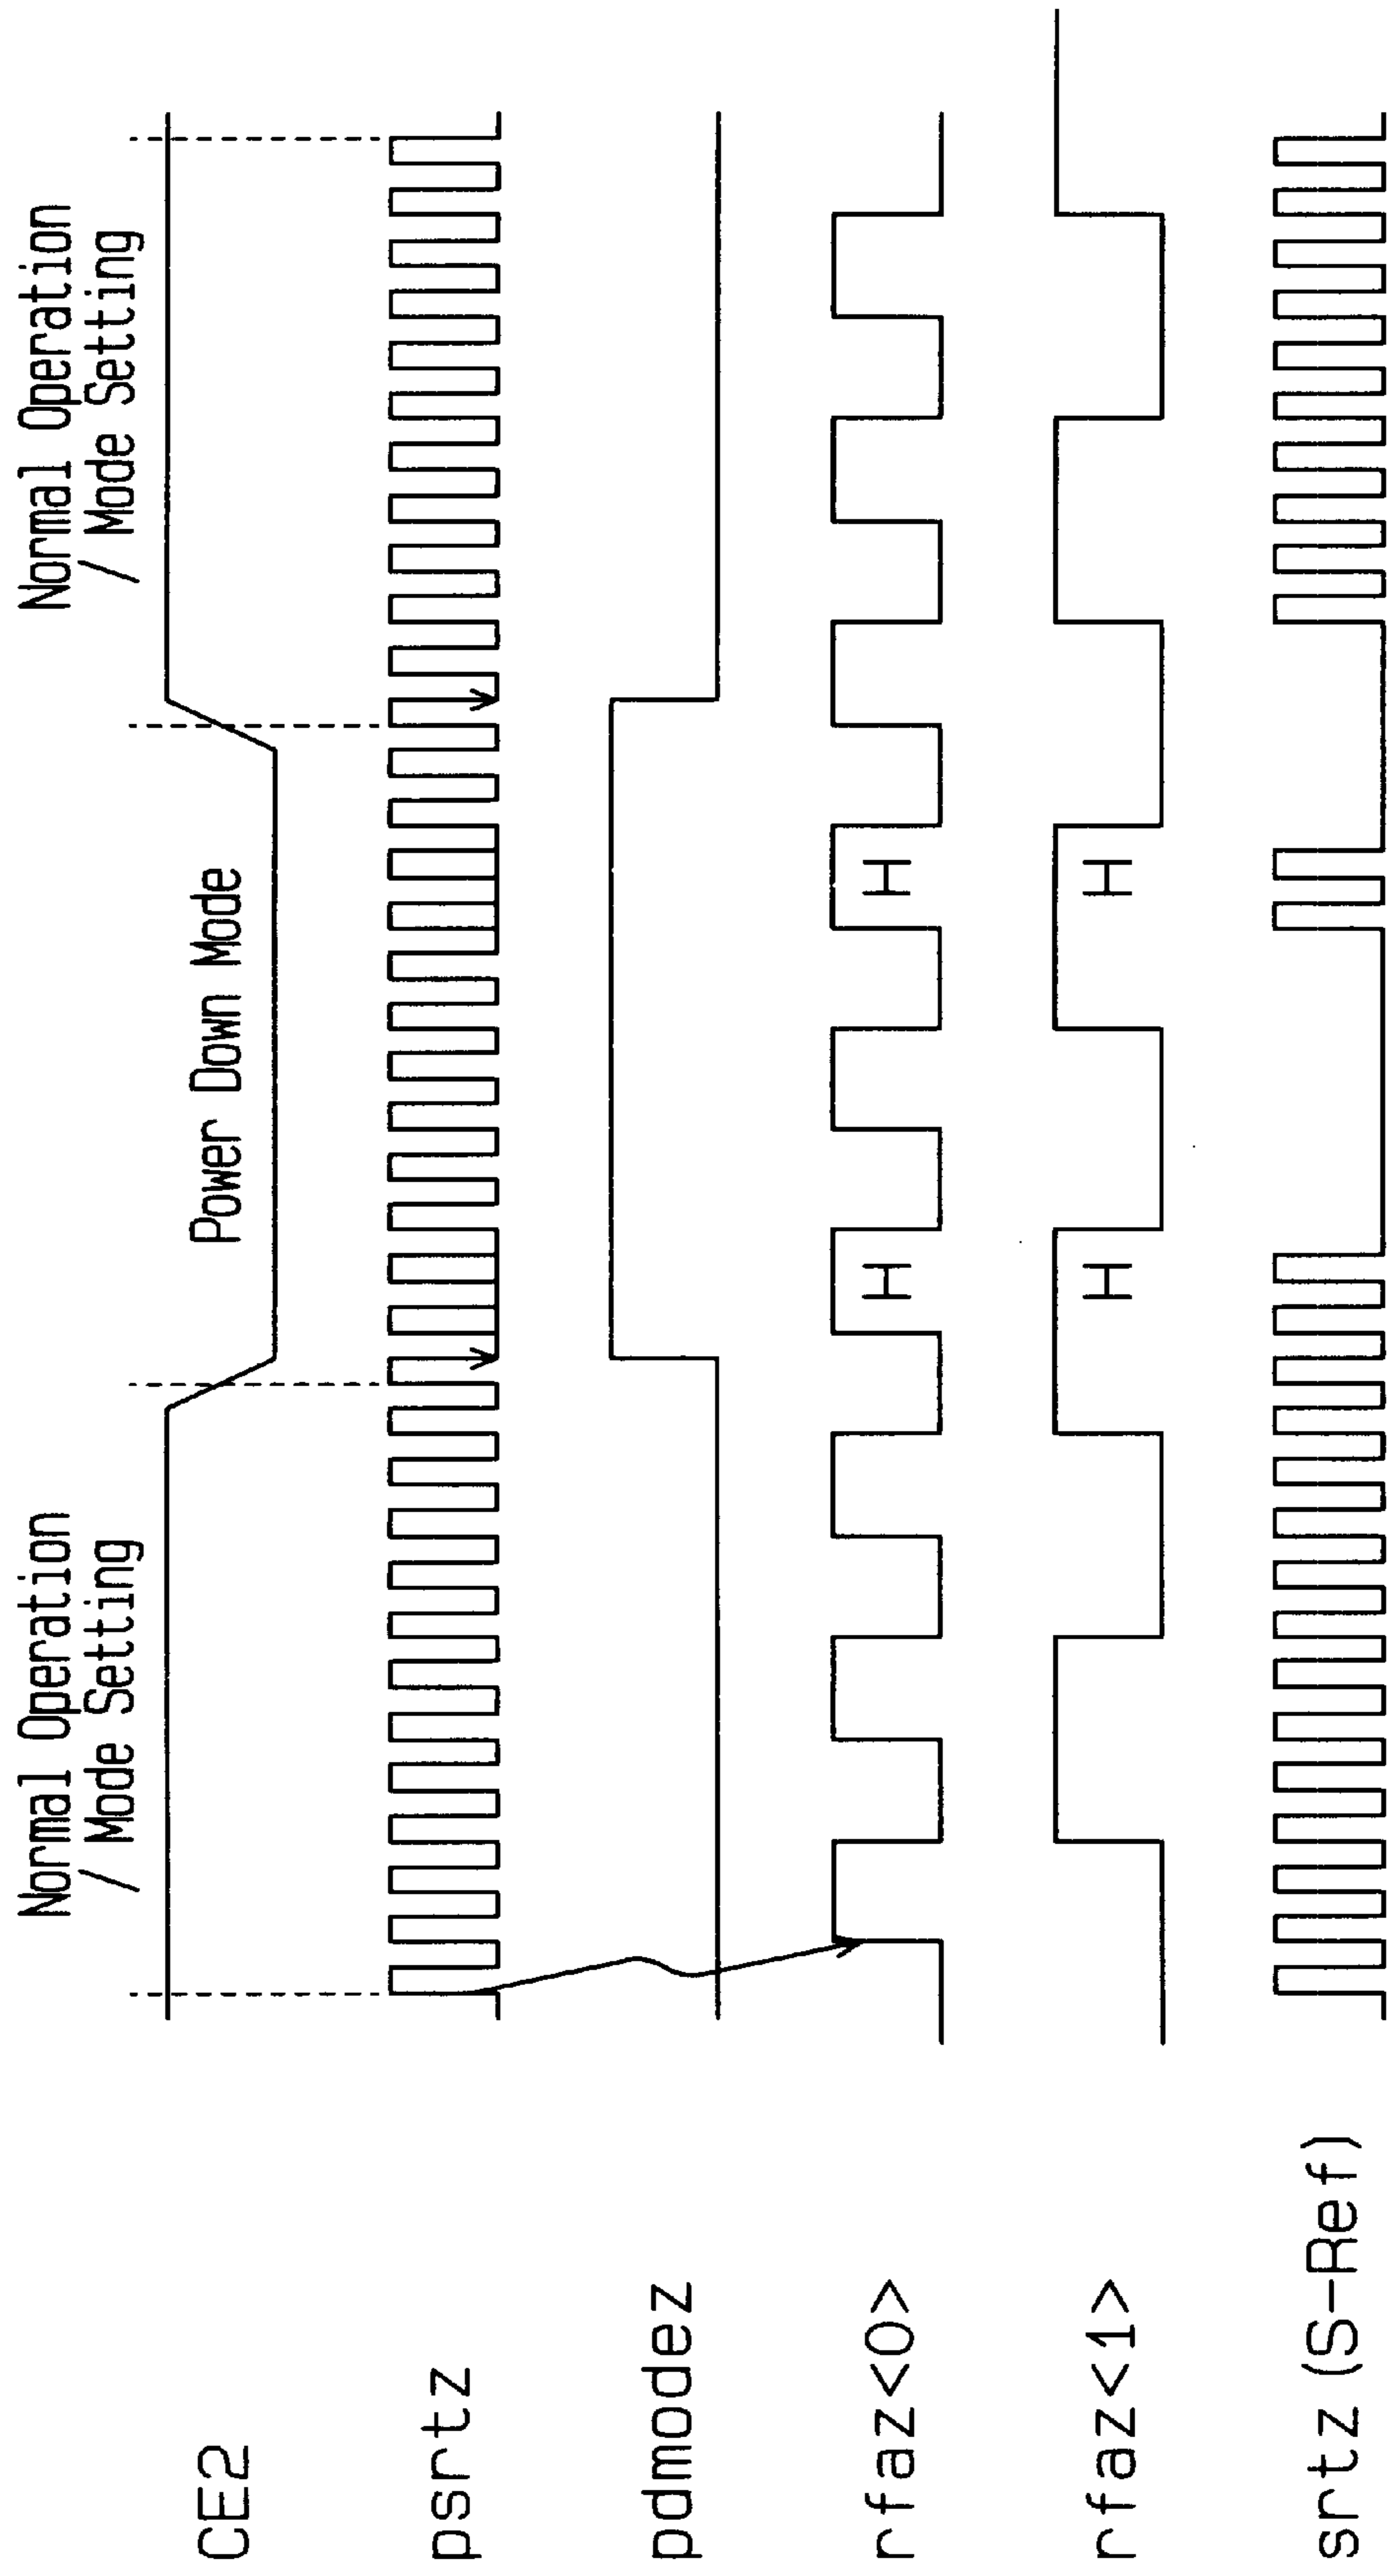 Normal Operation
/ Mode Setting
Power Down Mode
Normal Operation
/ Mode Setting
CE2
psrtz
pdmodez
rfaz<0>
H
H
rfaz<1>
H
H
srtz (S-Ref)